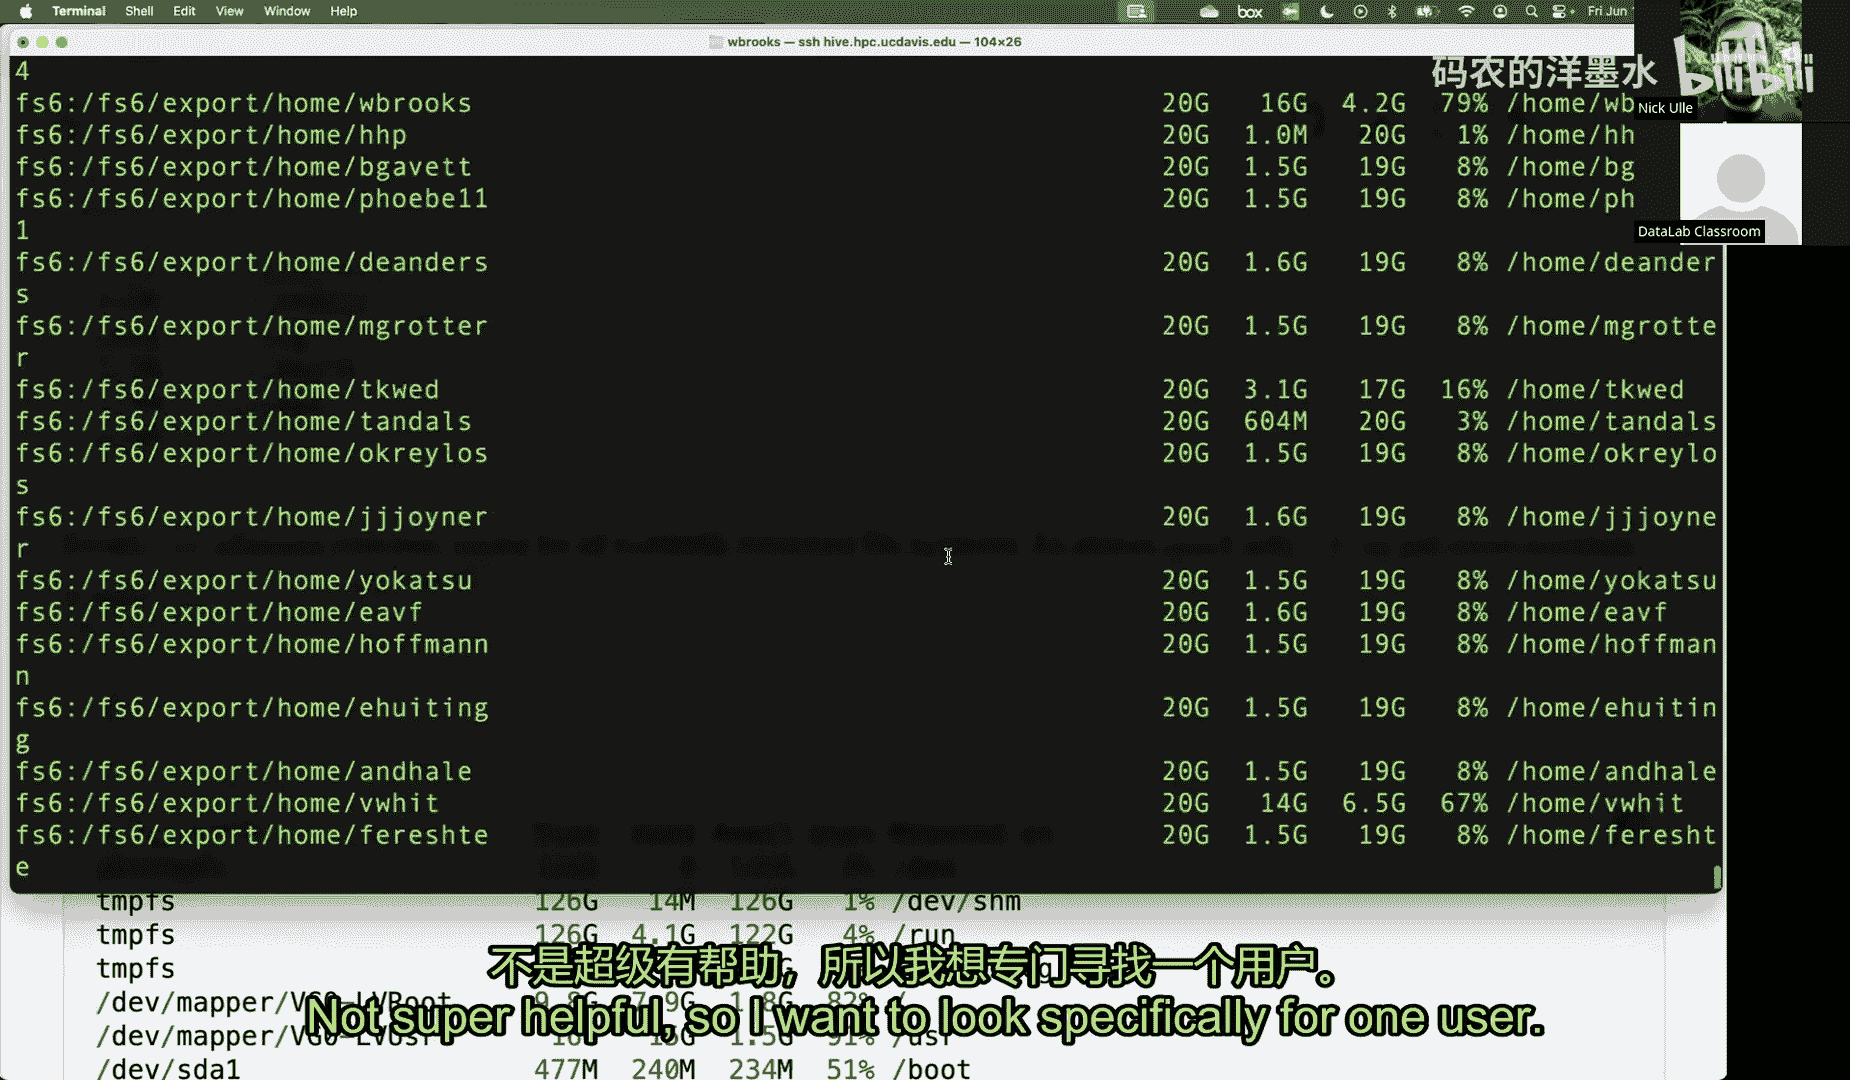 Terminal Shell Edit View Window Help box Fri Jun
wbrooks — ssh hive.hpc.ucdavis.edu — 104×26
码农的洋墨水 bilibili
Nick Ulle
DataLab Classroom
4
fs6:/fs6/export/home/wbrooks 20G 16G 4.2G 79% /home/wb
fs6:/fs6/export/home/hhp 20G 1.0M 20G 1% /home/hh
fs6:/fs6/export/home/bgavett 20G 1.5G 19G 8% /home/bg
fs6:/fs6/export/home/phoebe11 20G 1.5G 19G 8% /home/ph
1
fs6:/fs6/export/home/deanders 20G 1.6G 19G 8% /home/deander
s
fs6:/fs6/export/home/mgrotter 20G 1.5G 19G 8% /home/mgrotte
r
fs6:/fs6/export/home/tkwed 20G 3.1G 17G 16% /home/tkwed
fs6:/fs6/export/home/tandals 20G 604M 20G 3% /home/tandals
fs6:/fs6/export/home/okreylos 20G 1.5G 19G 8% /home/okreylo
s
fs6:/fs6/export/home/jjjoyner 20G 1.6G 19G 8% /home/jjjoyne
r
fs6:/fs6/export/home/yokatsu 20G 1.5G 19G 8% /home/yokatsu
fs6:/fs6/export/home/eavf 20G 1.6G 19G 8% /home/eavf
fs6:/fs6/export/home/hoffmann 20G 1.5G 19G 8% /home/hoffman
n
fs6:/fs6/export/home/ehuiting 20G 1.5G 19G 8% /home/ehuitin
g
fs6:/fs6/export/home/andhale 20G 1.5G 19G 8% /home/andhale
fs6:/fs6/export/home/vwhit 20G 14G 6.5G 67% /home/vwhit
fs6:/fs6/export/home/fereshte 20G 1.5G 19G 8% /home/feresht
e
tmpfs 126G 14M 126G 1% /dev/shm
tmpfs 126G 4.1G 122G 4% /run
tmpfs
不是超级有帮助，所以我想专门寻找一个用户。
/dev/mapper/VG0-LVRoot 9.8G 7.9G 1.8G 82% /
Not super helpful, so I want to look specifically for one user.
/dev/sda1 477M 240M 234M 51% /boot